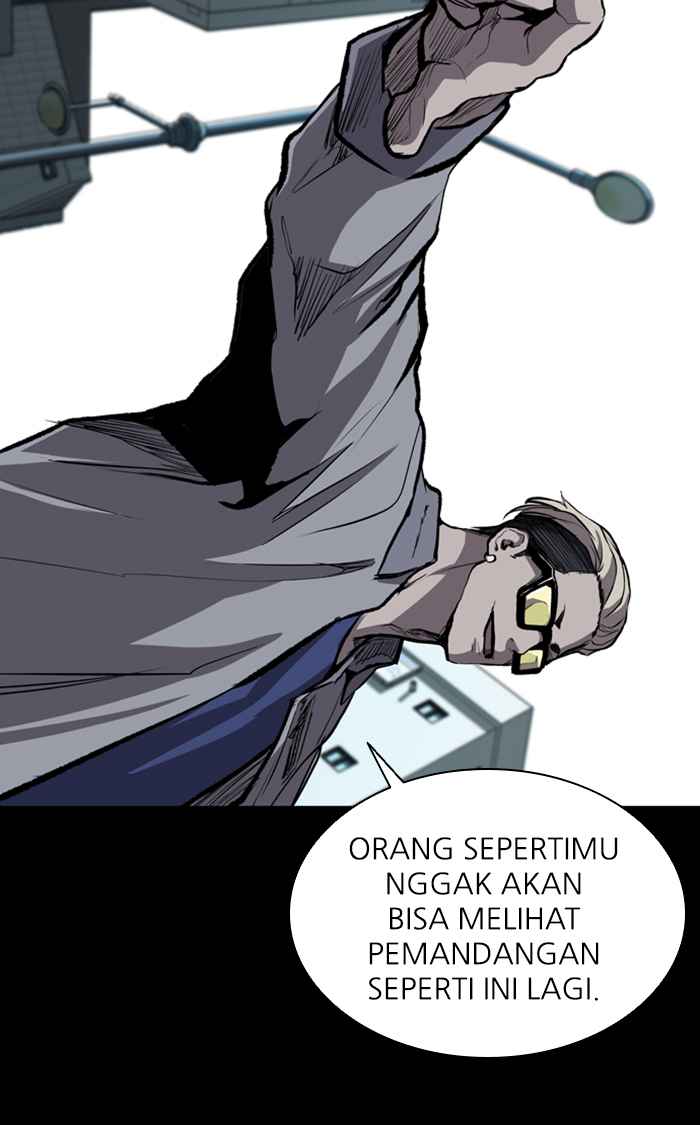 ORANG SEPERTIMU
NGGAK AKAN
BISA MELIHAT
PEMANDANGAN
SEPERTI INI LAGI.